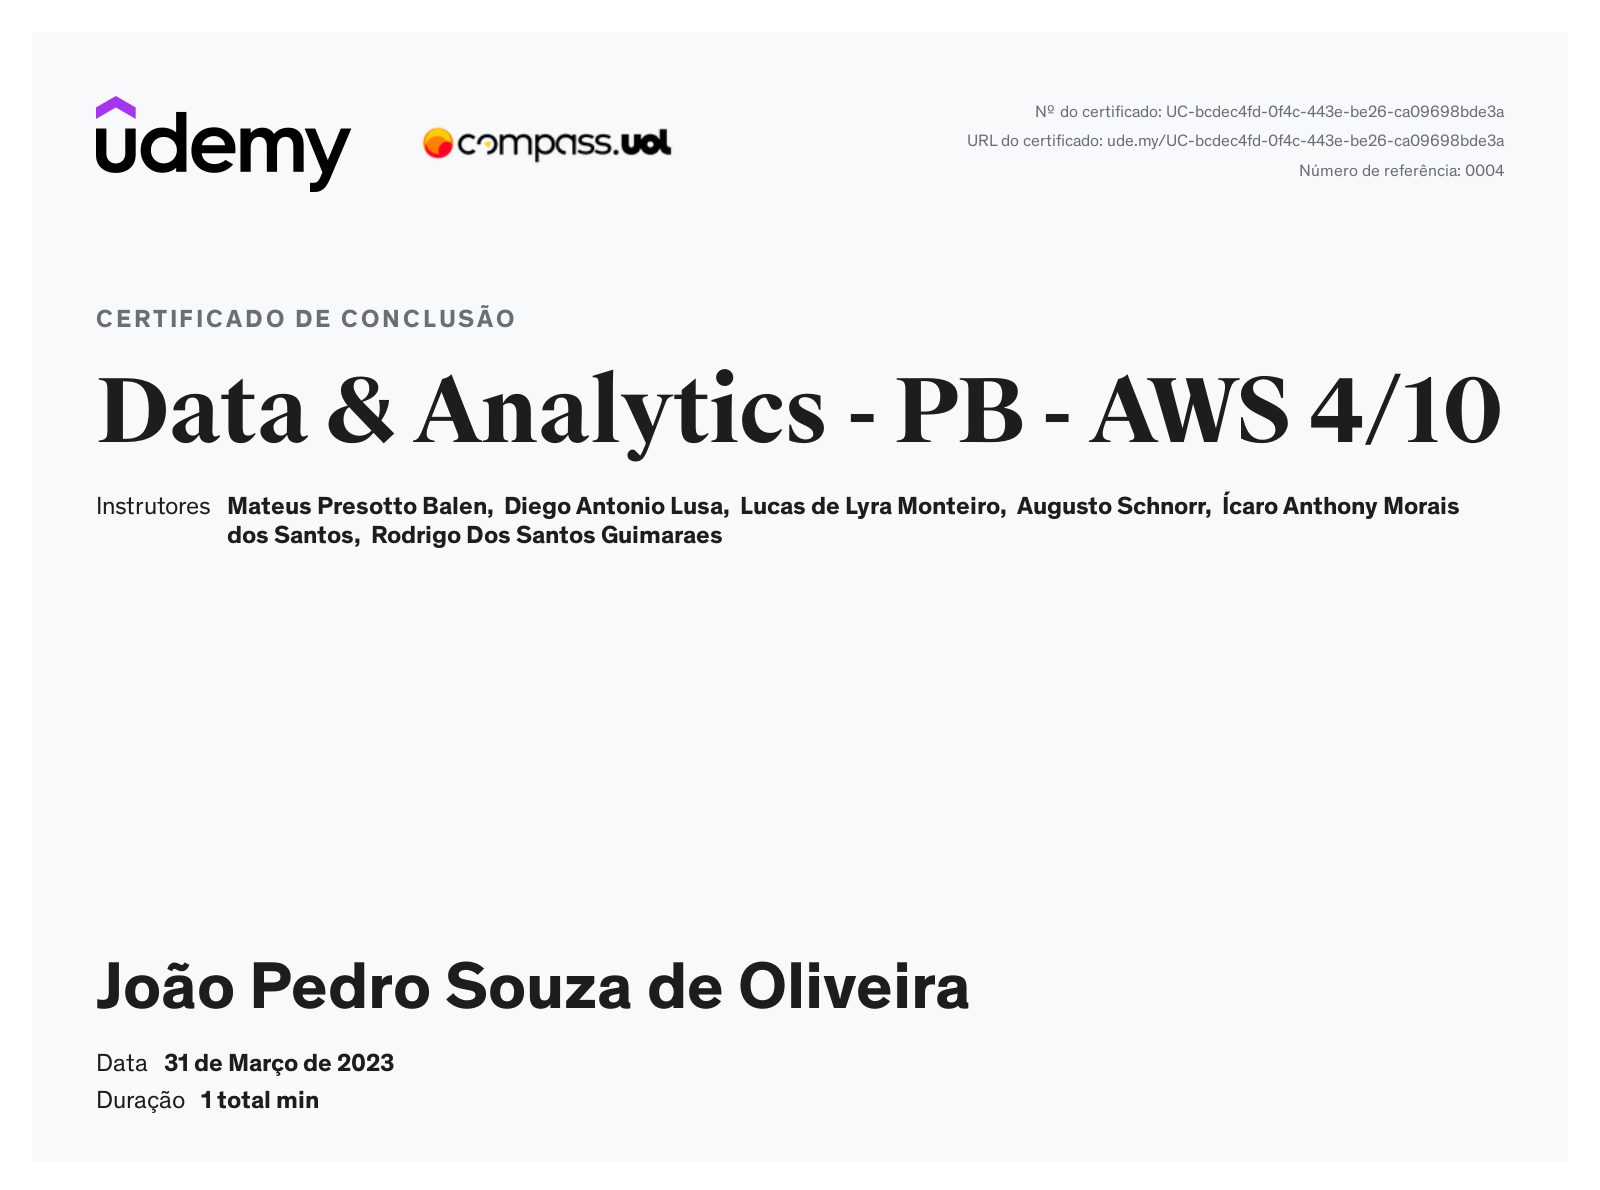 udemy
compass.uol
Nº do certificado: UC-bcdec4fd-0f4c-443e-be26-ca09698bde3a
URL do certificado: ude.my/UC-bcdec4fd-0f4c-443e-be26-ca09698bde3a
Número de referência: 0004
CERTIFICADO DE CONCLUSÃO
Data & Analytics - PB - AWS 4/10
Instrutores Mateus Presotto Balen, Diego Antonio Lusa, Lucas de Lyra Monteiro, Augusto Schnorr, Ícaro Anthony Morais
dos Santos, Rodrigo Dos Santos Guimaraes
João Pedro Souza de Oliveira
Data 31 de Março de 2023
Duração 1 total min